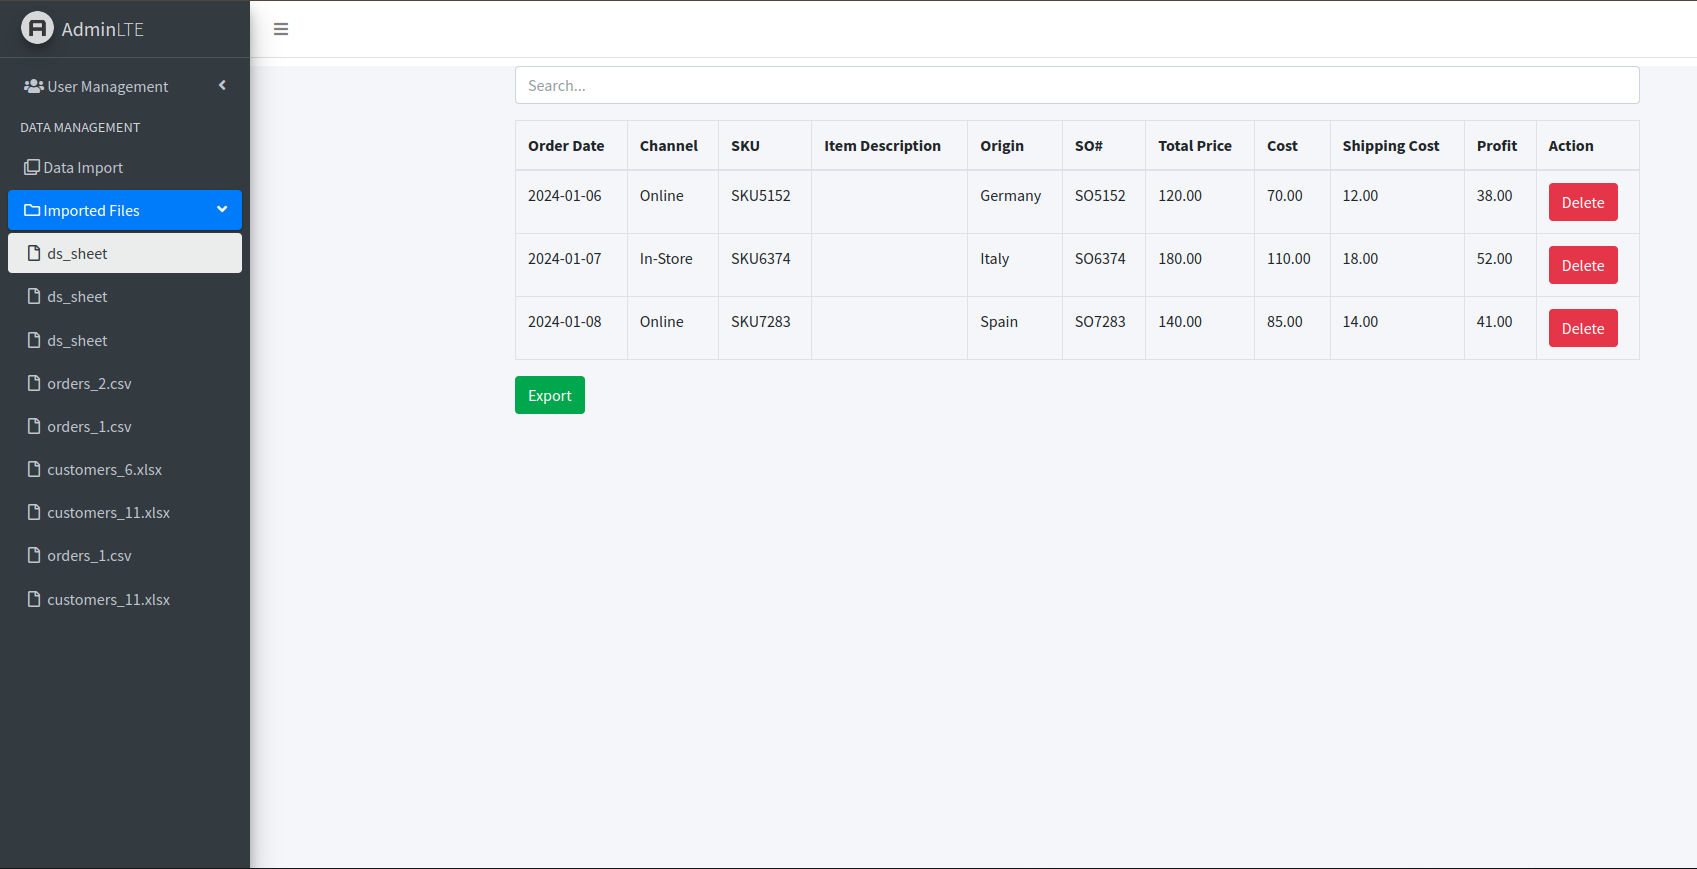 AdminLTE
User Management
DATA MANAGEMENT
Data Import
Imported Files
ds_sheet
ds_sheet
ds_sheet
orders_2.csv
orders_1.csv
customers_6.xlsx
customers_11.xlsx
orders_1.csv
customers_11.xlsx
Search...
Order Date Channel SKU Item Description Origin SO# Total Price Cost Shipping Cost Profit Action
2024-01-06 Online SKU5152 Germany SO5152 120.00 70.00 12.00 38.00 Delete
2024-01-07 In-Store SKU6374 Italy SO6374 180.00 110.00 18.00 52.00 Delete
2024-01-08 Online SKU7283 Spain SO7283 140.00 85.00 14.00 41.00 Delete
Export